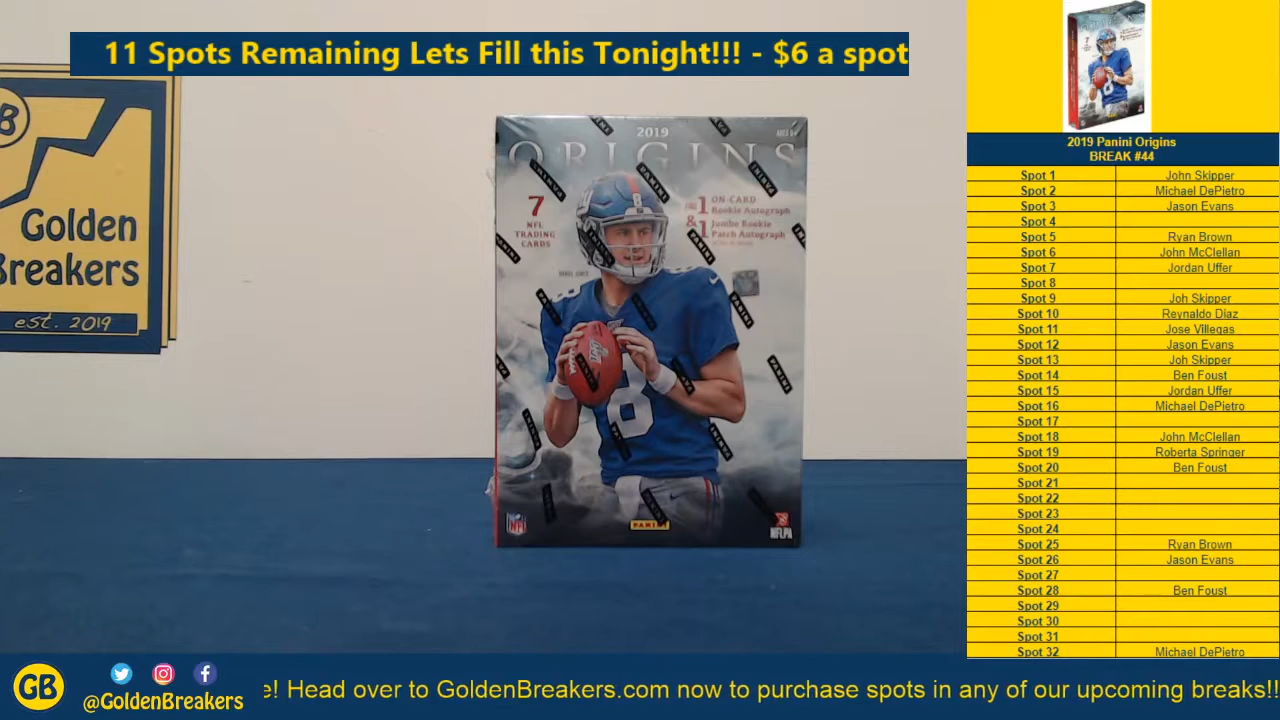 11 Spots Remaining Lets Fill this Tonight!!! - $6 a spot
GB
Golden
Breakers
est. 2019
2019
ORIGINS
7
NFL
TRADING
CARDS
1 ON-CARD
Rookie Autograph
& 1 Jumbo Rookie
Patch Autograph
8
8
NFL
PANINI
NFLPA
2019 Panini Origins
BREAK #44
Spot 1 John Skipper
Spot 2 Michael DePietro
Spot 3 Jason Evans
Spot 4
Spot 5 Ryan Brown
Spot 6 John McClellan
Spot 7 Jordan Uffer
Spot 8
Spot 9 Joh Skipper
Spot 10 Reynaldo Diaz
Spot 11 Jose Villegas
Spot 12 Jason Evans
Spot 13 Joh Skipper
Spot 14 Ben Foust
Spot 15 Jordan Uffer
Spot 16 Michael DePietro
Spot 17
Spot 18 John McClellan
Spot 19 Roberta Springer
Spot 20 Ben Foust
Spot 21
Spot 22
Spot 23
Spot 24
Spot 25 Ryan Brown
Spot 26 Jason Evans
Spot 27
Spot 28 Ben Foust
Spot 29
Spot 30
Spot 31
Spot 32 Michael DePietro
GB
@GoldenBreakers
e! Head over to GoldenBreakers.com now to purchase spots in any of our upcoming breaks!!